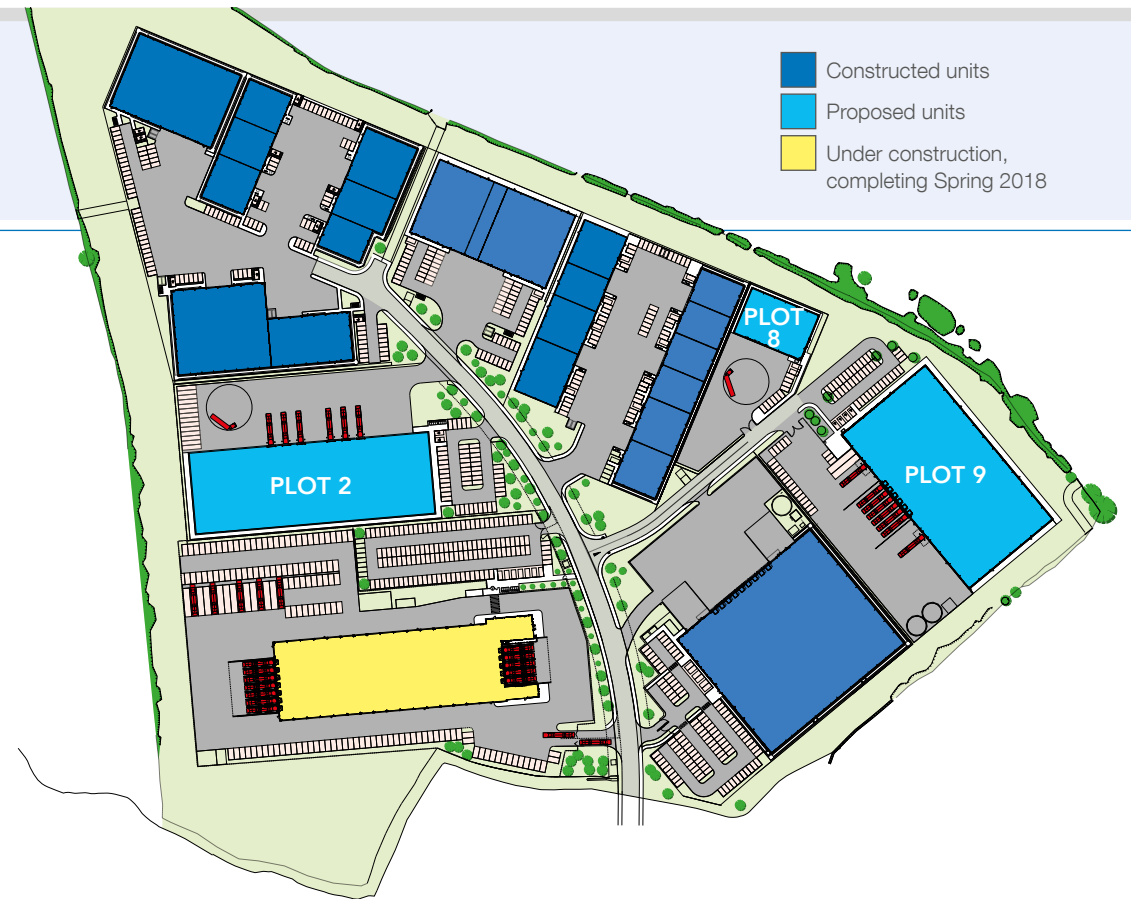 Constructed units
Proposed units
Under construction,
completing Spring 2018
PLOT
8
PLOT 9
PLOT 2